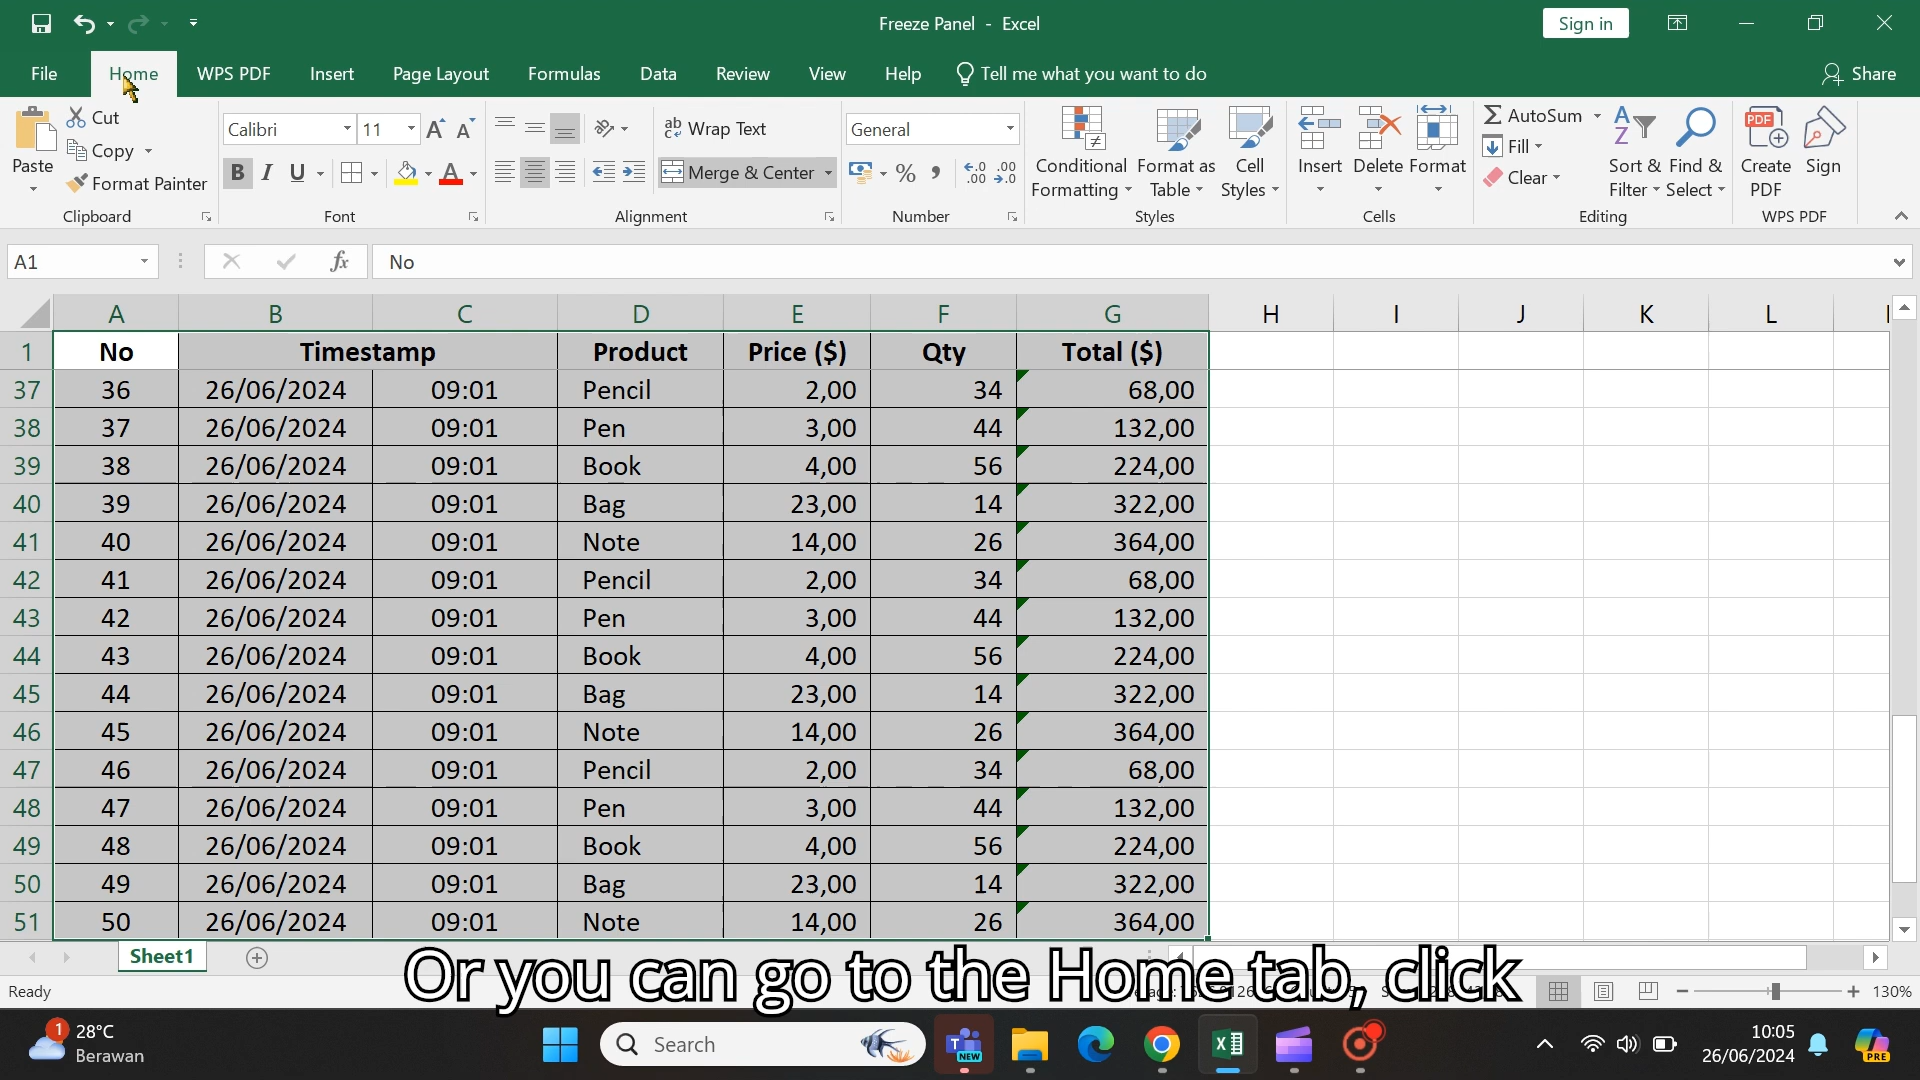 Freeze Panel - Excel
Sign in
File Home WPS PDF Insert Page Layout Formulas Data Review View Help Tell me what you want to do Share
Paste
Cut
Copy
Format Painter
Clipboard
Calibri 11
B I U
Font
Wrap Text
Merge & Center
Alignment
General
Number
Conditional Formatting
Format as Table
Cell Styles
Styles
Insert
Delete
Format
Cells
AutoSum
Fill
Clear
Sort & Filter
Find & Select
Editing
Create PDF
Sign
WPS PDF
A1 fx No
A B C D E F G H I J K L
1 No Timestamp Product Price ($) Qty Total ($)
37 36 26/06/2024 09:01 Pencil 2,00 34 68,00
38 37 26/06/2024 09:01 Pen 3,00 44 132,00
39 38 26/06/2024 09:01 Book 4,00 56 224,00
40 39 26/06/2024 09:01 Bag 23,00 14 322,00
41 40 26/06/2024 09:01 Note 14,00 26 364,00
42 41 26/06/2024 09:01 Pencil 2,00 34 68,00
43 42 26/06/2024 09:01 Pen 3,00 44 132,00
44 43 26/06/2024 09:01 Book 4,00 56 224,00
45 44 26/06/2024 09:01 Bag 23,00 14 322,00
46 45 26/06/2024 09:01 Note 14,00 26 364,00
47 46 26/06/2024 09:01 Pencil 2,00 34 68,00
48 47 26/06/2024 09:01 Pen 3,00 44 132,00
49 48 26/06/2024 09:01 Book 4,00 56 224,00
50 49 26/06/2024 09:01 Bag 23,00 14 322,00
51 50 26/06/2024 09:01 Note 14,00 26 364,00
Sheet1
Or you can go to the Home tab, click
Ready
130%
1 28°C
Berawan
Search
NEW
10:05
26/06/2024
PRE